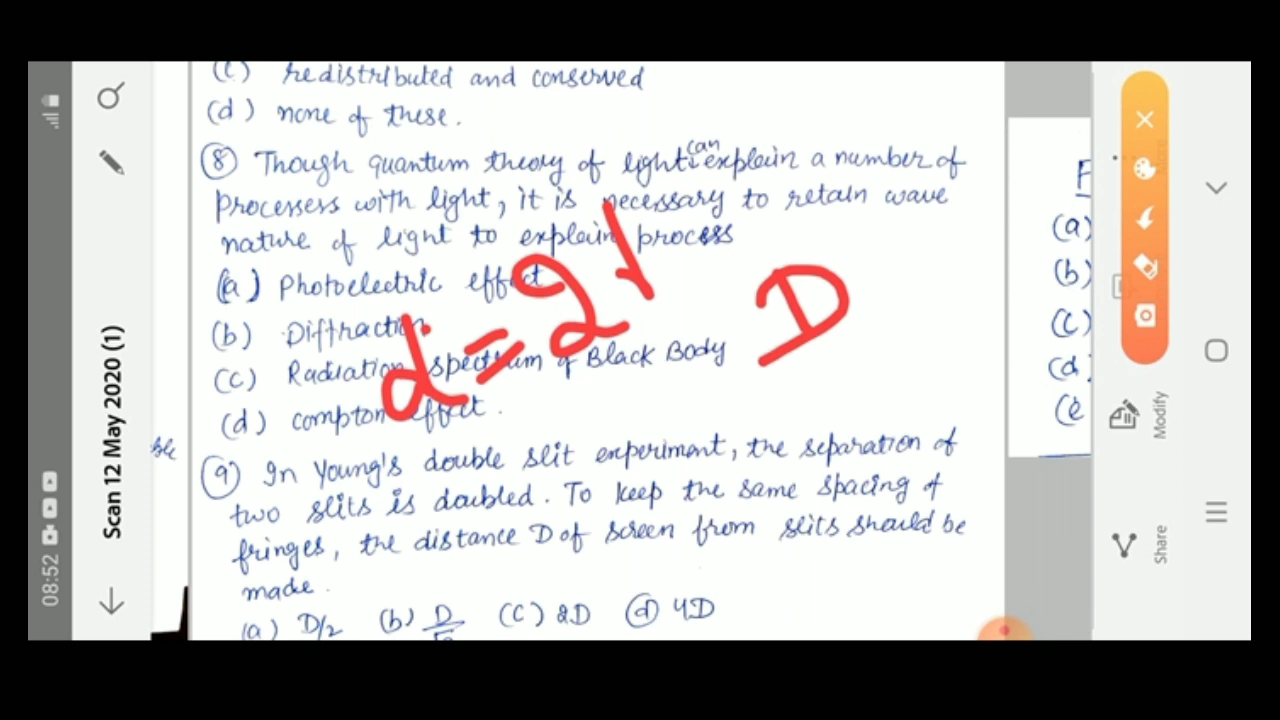 (c) redistributed and conserved
(d) none of these.
(8) Though quantum theory of light can explain a number of
Processess with light, it is necessary to retain wave
nature of light to explain process
(a) Photoelectric effect
(b) Diffraction
(c) Radiation spectrum of Black Body
(d) compton effect.
(9) In Young's double slit experiment, the separation of
two slits is doubled. To keep the same spacing of
fringes, the distance D of screen from slits should be
made.
(a) D/2 (b) D (c) 2D (d) 4D
d = 2
D
(a)
(b)
(c)
(d)
(e
Scan 12 May 2020 (1)
08:52
Modify
Share